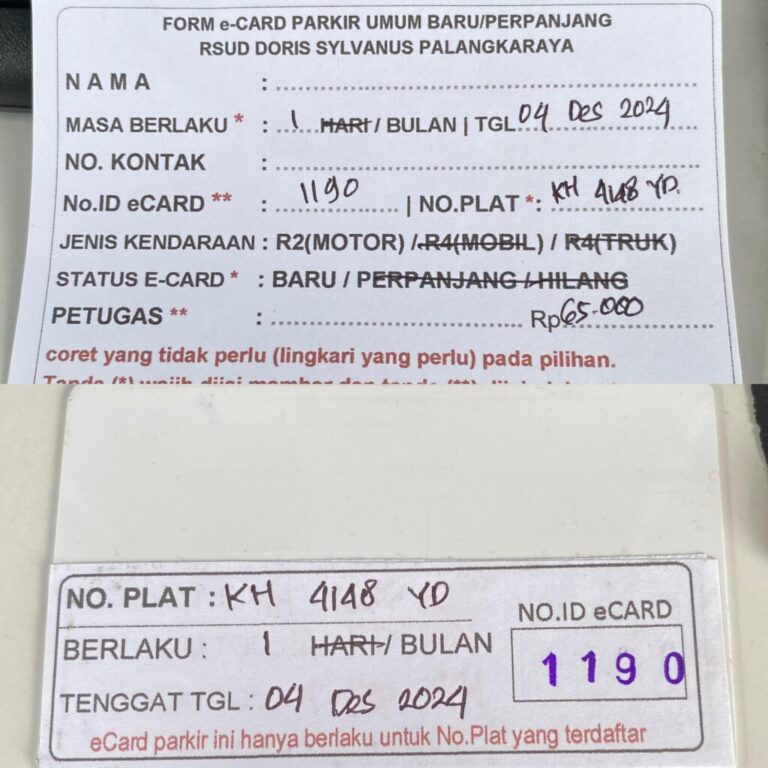 FORM e-CARD PARKIR UMUM BARU/PERPANJANG
RSUD DORIS SYLVANUS PALANGKARAYA
N A M A :
MASA BERLAKU * : 1 HARI / BULAN | TGL 04 Des 2024
NO. KONTAK :
No.ID eCARD ** : 1190 | NO.PLAT *: KH 4148 YD.
JENIS KENDARAAN : R2(MOTOR) / R4(MOBIL) / R4(TRUK)
STATUS E-CARD * : BARU / PERPANJANG / HILANG
PETUGAS ** : Rp65.000
coret yang tidak perlu (lingkari yang perlu) pada pilihan.
NO. PLAT : KH 4148 YD
BERLAKU : 1 HARI / BULAN
TENGGAT TGL : 04 Des 2024
NO.ID eCARD
1190
eCard parkir ini hanya berlaku untuk No.Plat yang terdaftar